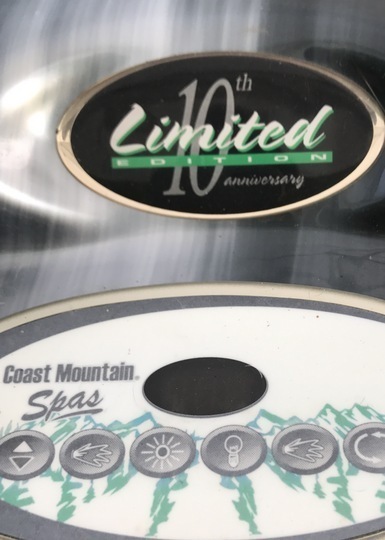 10th
Limited
EDITION
anniversary
Coast Mountain
Spas